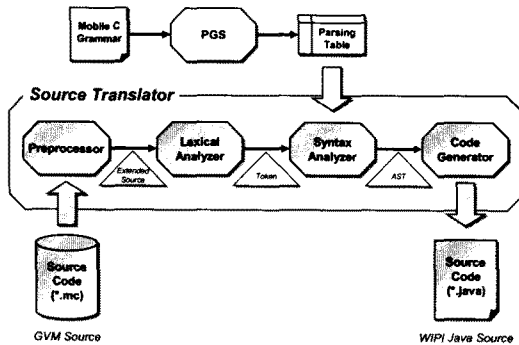 Mobile C
Grammar
PGS
Parsing
Table
Source Translator
Preprocessor
Lexical
Analyzer
Syntax
Analyzer
Code
Generator
Extended
Source
Token
AST
Source
Code
(*.mc)
Source
Code
(*.java)
GVM Source
WIPI Java Source